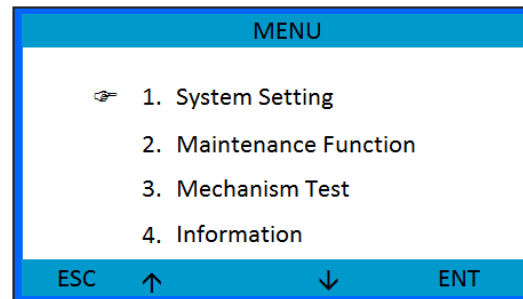 MENU
☞ 1. System Setting
2. Maintenance Function
3. Mechanism Test
4. Information
ESC ↑ ↓ ENT